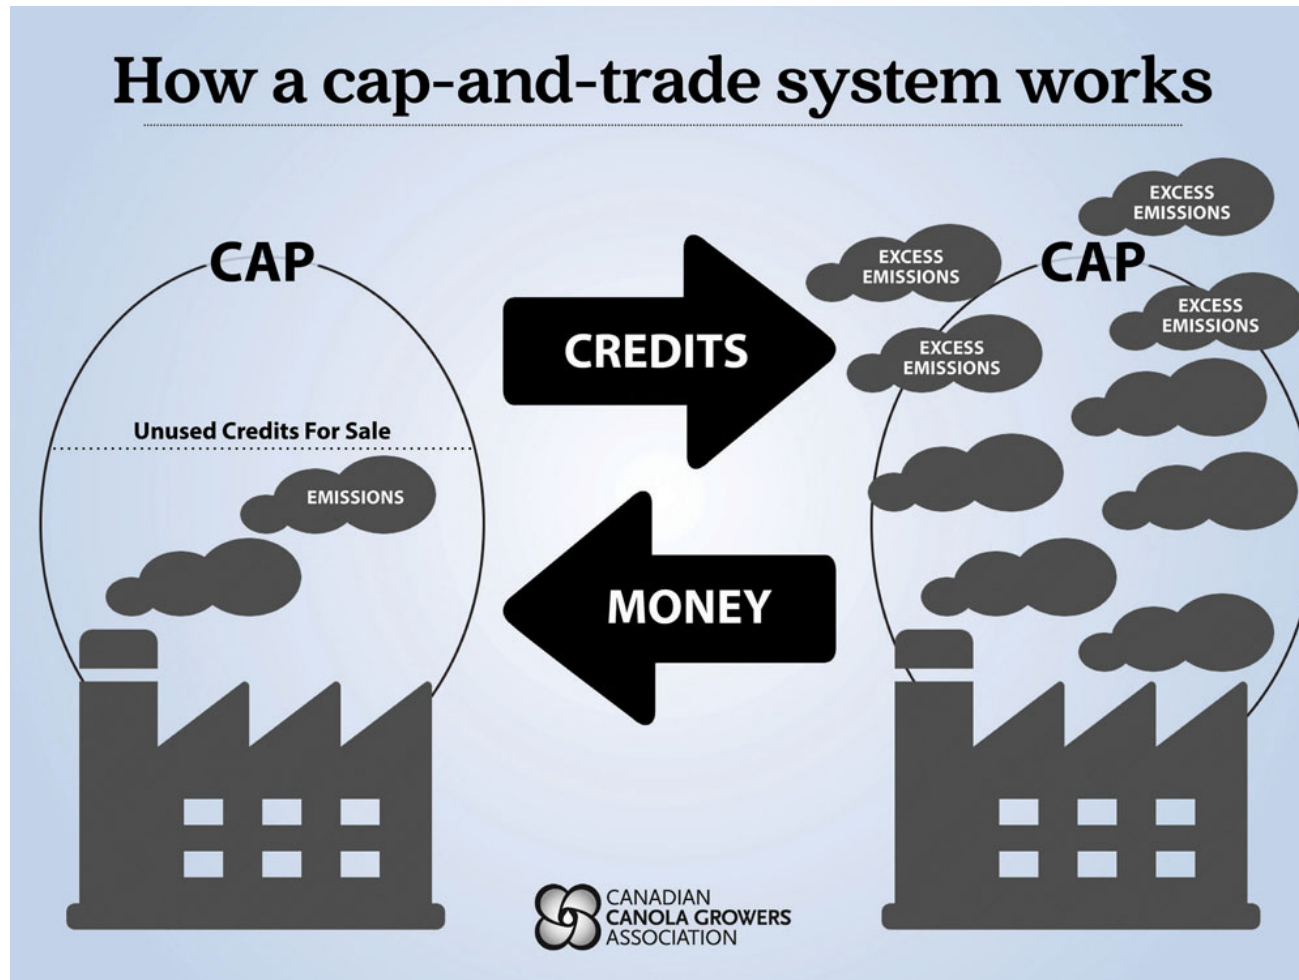 How a cap-and-trade system works
CAP
Unused Credits For Sale
EMISSIONS
CREDITS
MONEY
EXCESS
EMISSIONS
EXCESS
EMISSIONS
CAP
EXCESS
EMISSIONS
EXCESS
EMISSIONS
CANADIAN
CANOLA GROWERS
ASSOCIATION